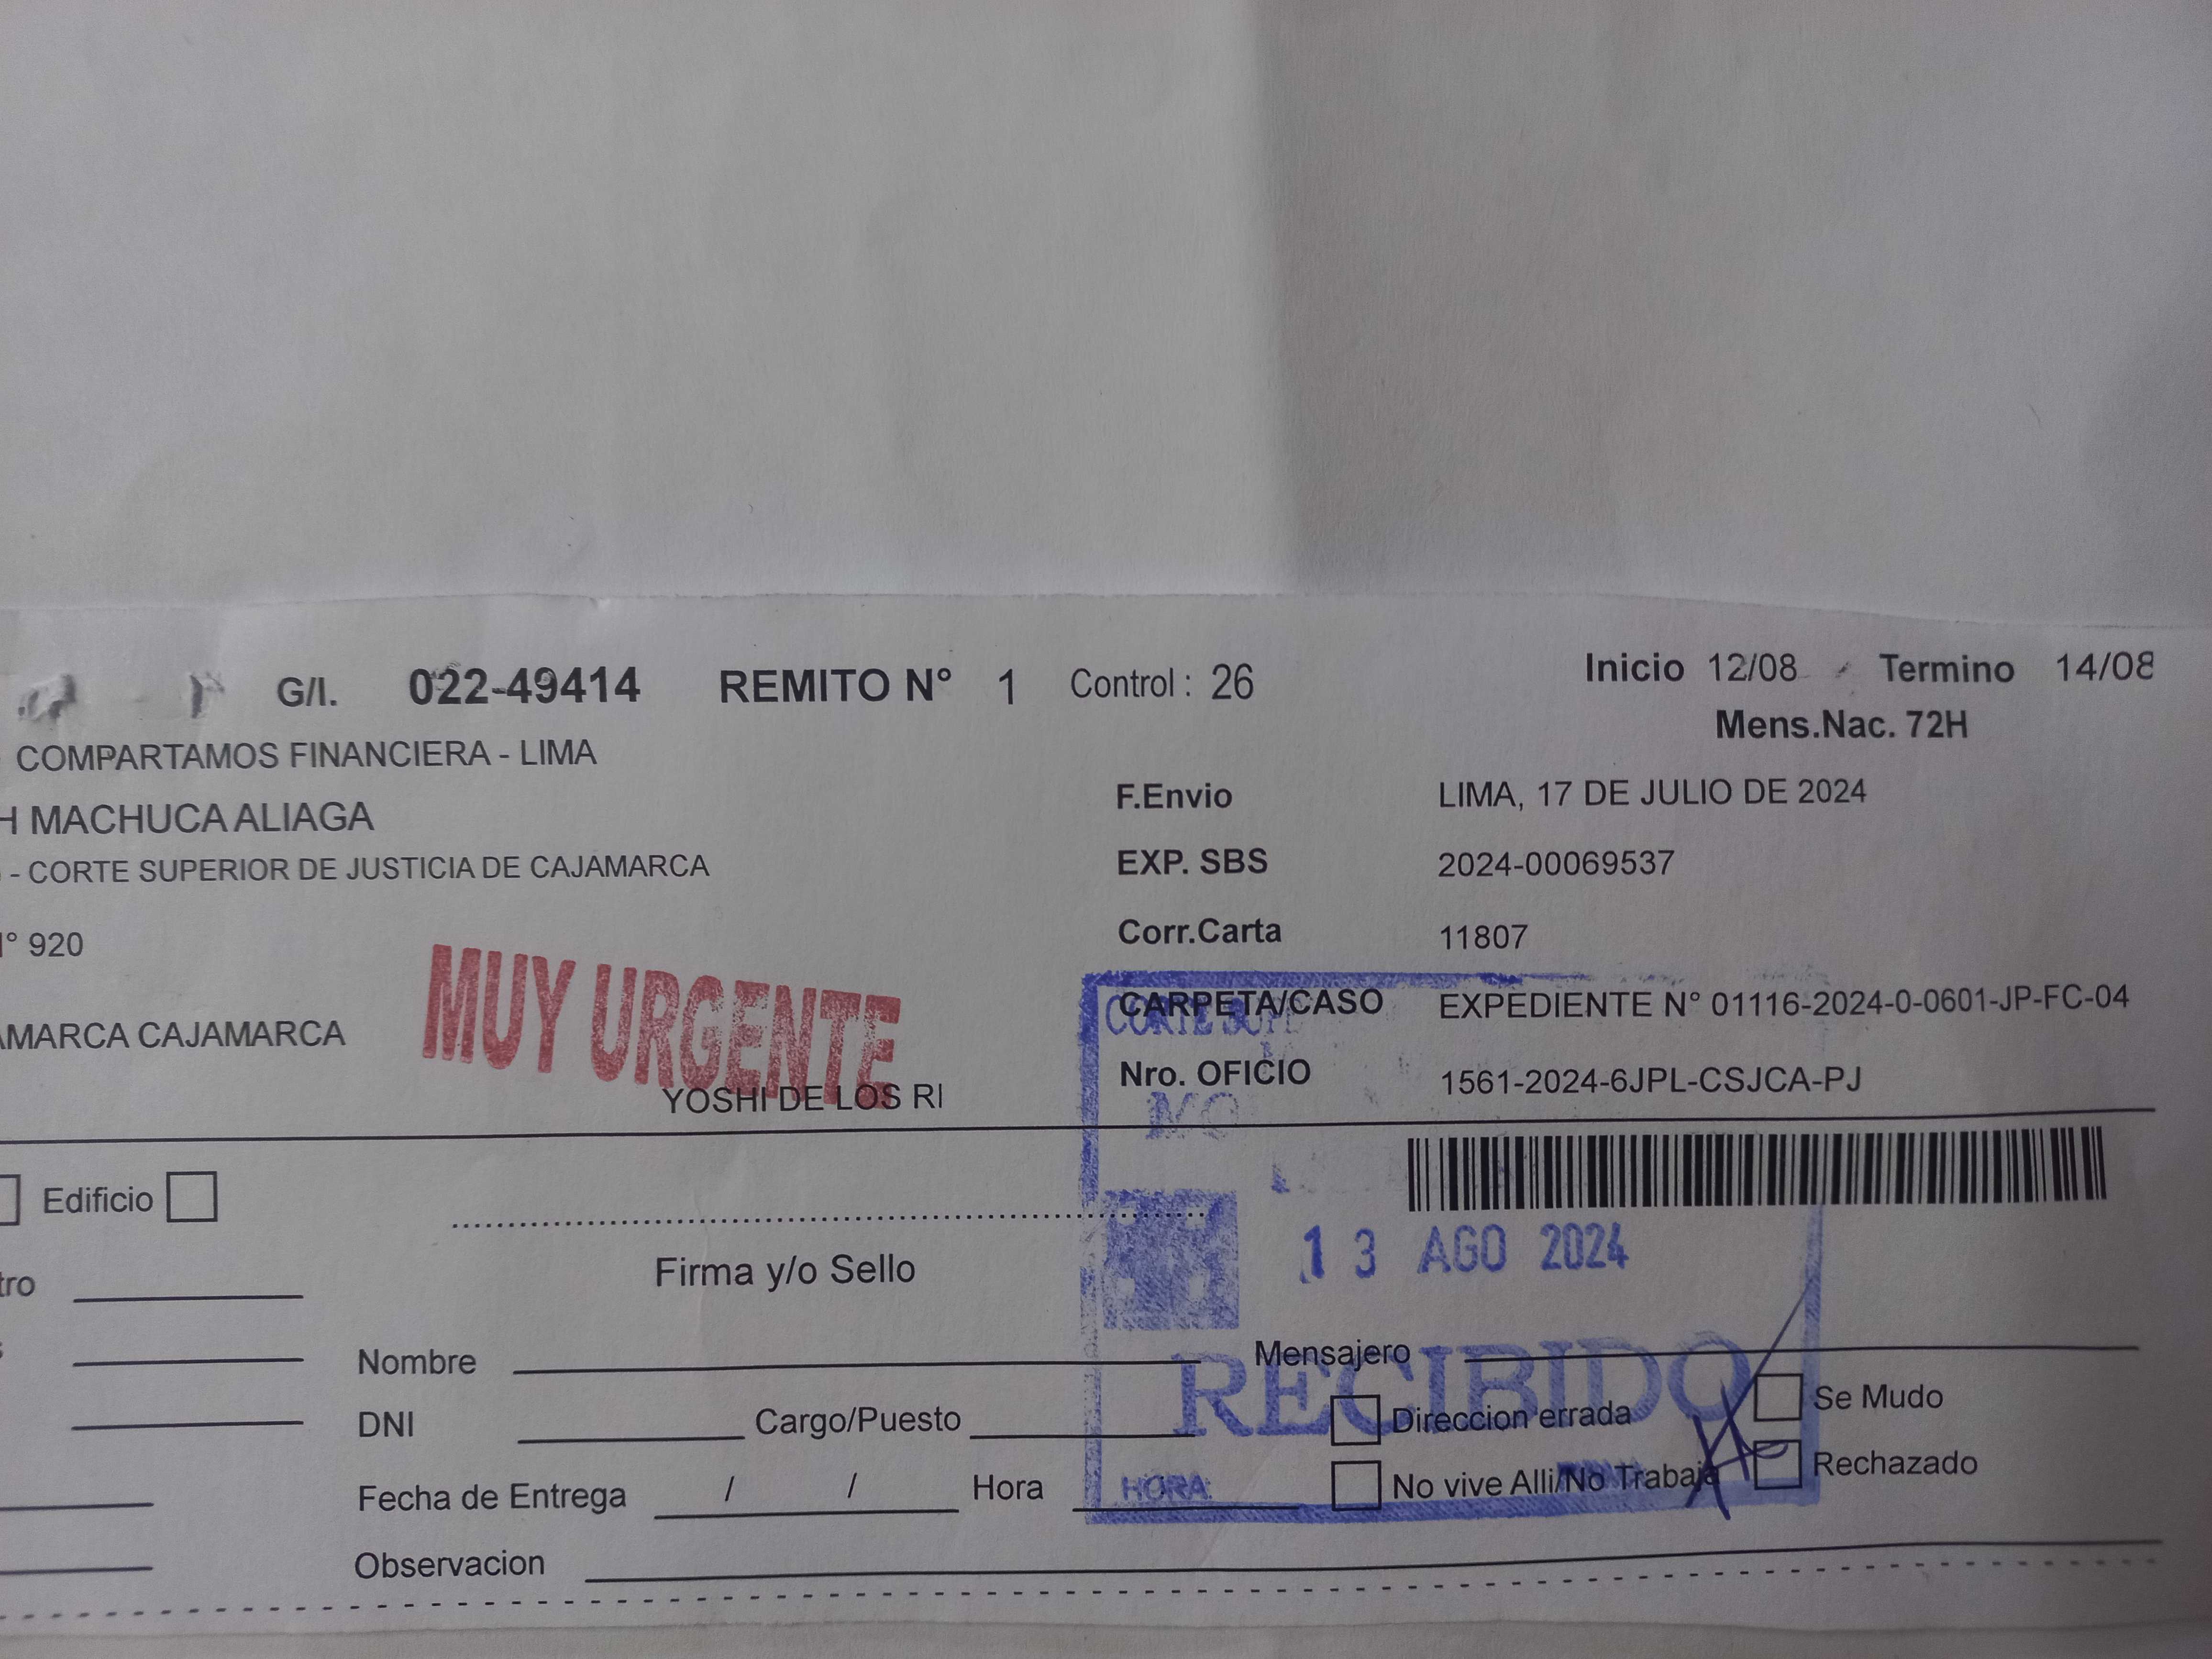 G/I. 022-49414 REMITO N° 1 Control : 26 Inicio 12/08 Termino 14/08
Mens.Nac. 72H
COMPARTAMOS FINANCIERA - LIMA
F.Envio LIMA, 17 DE JULIO DE 2024
H MACHUCA ALIAGA
EXP. SBS 2024-00069537
- CORTE SUPERIOR DE JUSTICIA DE CAJAMARCA
Corr.Carta 11807
N° 920
MUY URGENTE
CARPETA/CASO EXPEDIENTE N° 01116-2024-0-0601-JP-FC-04
AMARCA CAJAMARCA
Nro. OFICIO 1561-2024-6JPL-CSJCA-PJ
YOSHI DE LOS RI
Edificio
13 AGO 2024
Firma y/o Sello
tro
RECIBIDO
Nombre Mensajero
DNI Cargo/Puesto Direccion errada Se Mudo
Fecha de Entrega / / Hora HORA: No vive Alli/No Trabaja Rechazado
Observacion